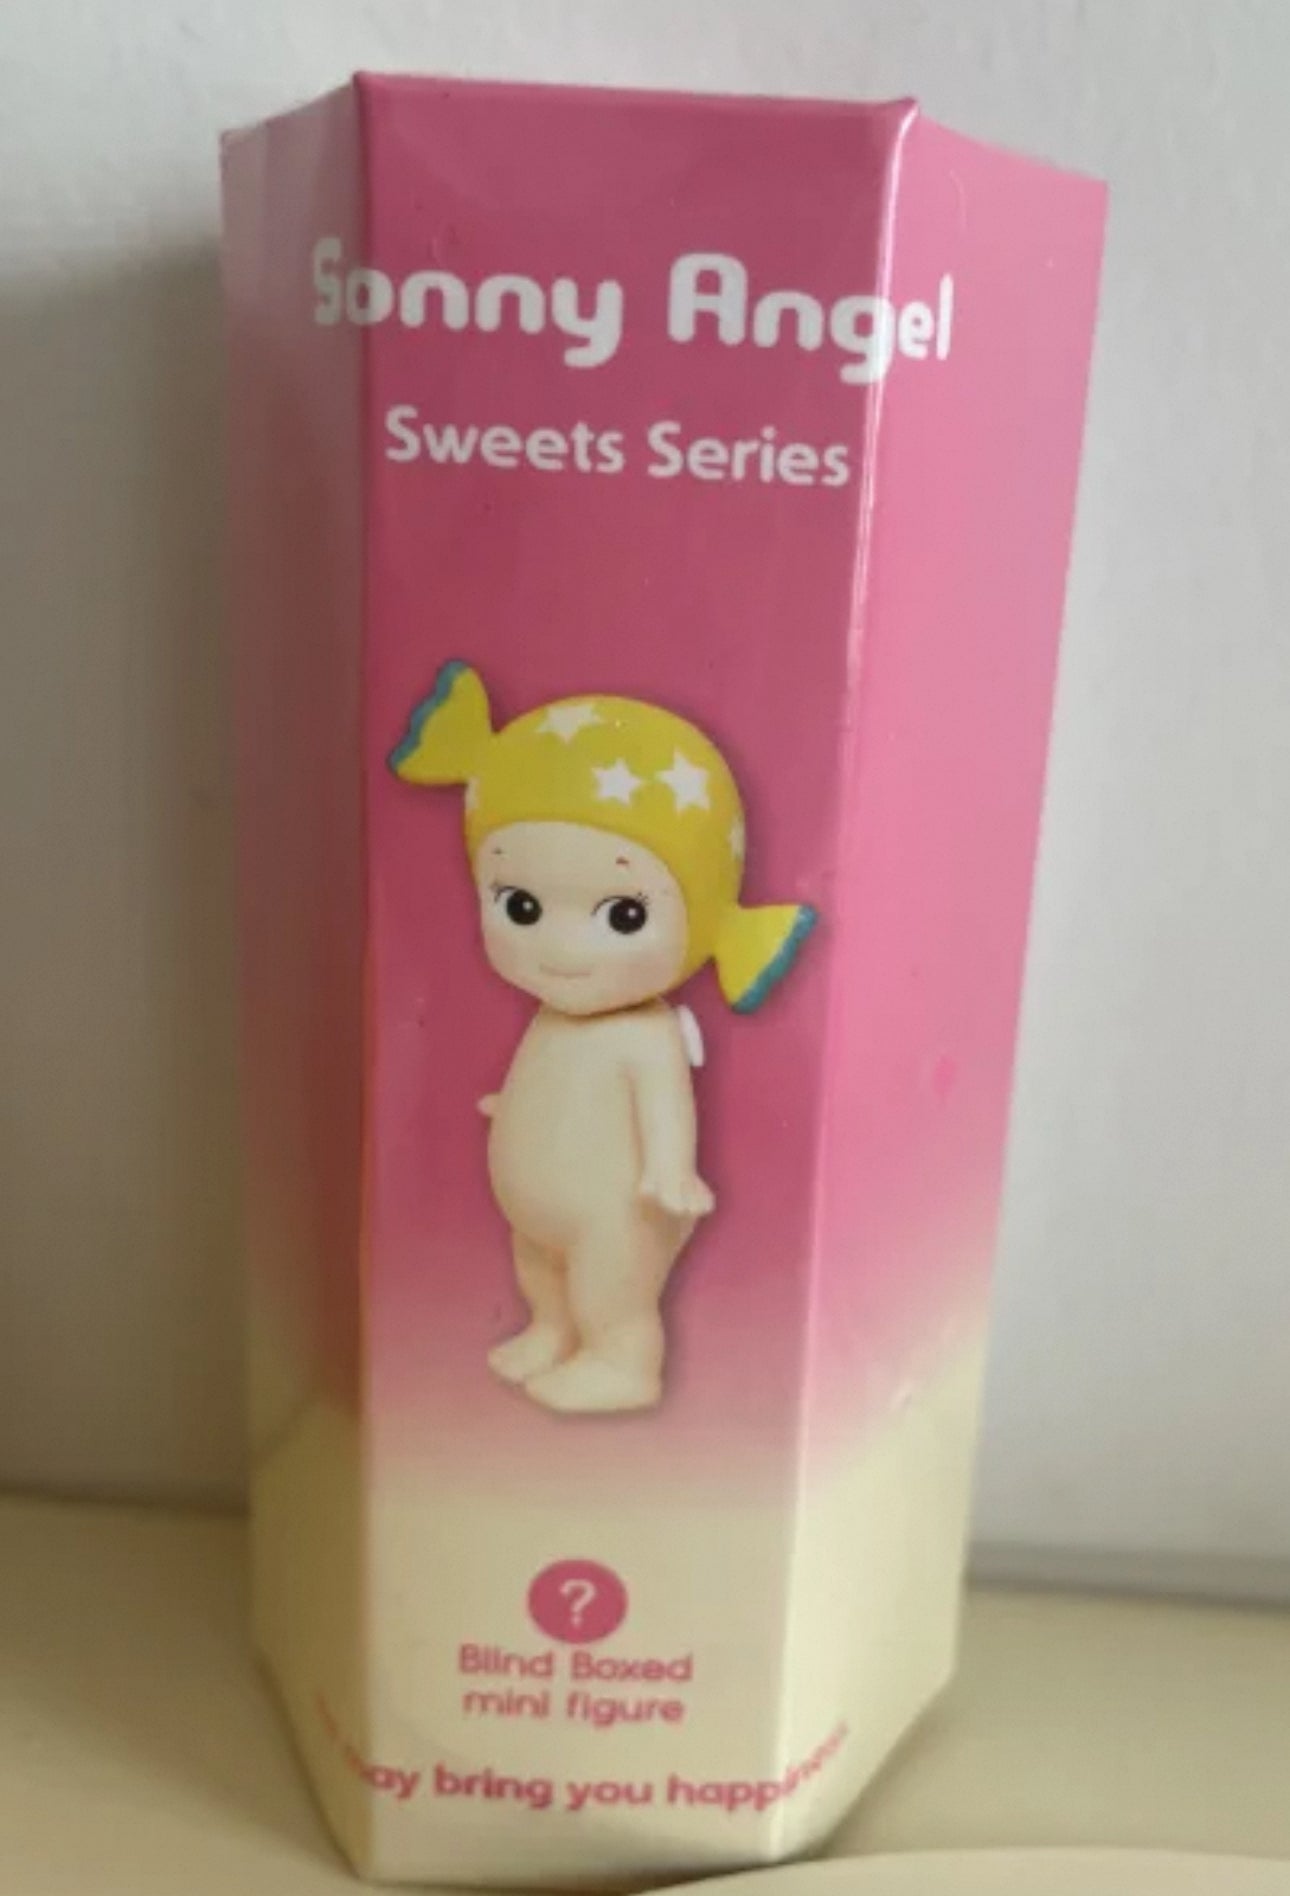 Sonny Angel
Sweets Series
?
Blind Boxed
mini figure
bring you